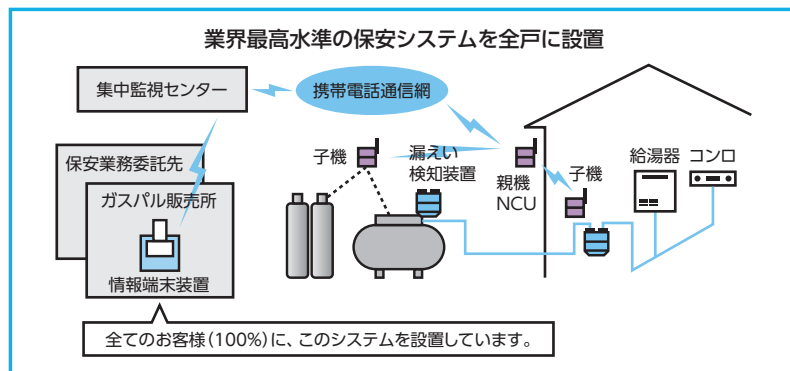 業界最高水準の保安システムを全戸に設置
集中監視センター
携帯電話通信網
保安業務委託先
ガスパル販売所
情報端末装置
子機
漏えい
検知装置
親機
NCU
子機
給湯器
コンロ
全てのお客様(100%)に、このシステムを設置しています。